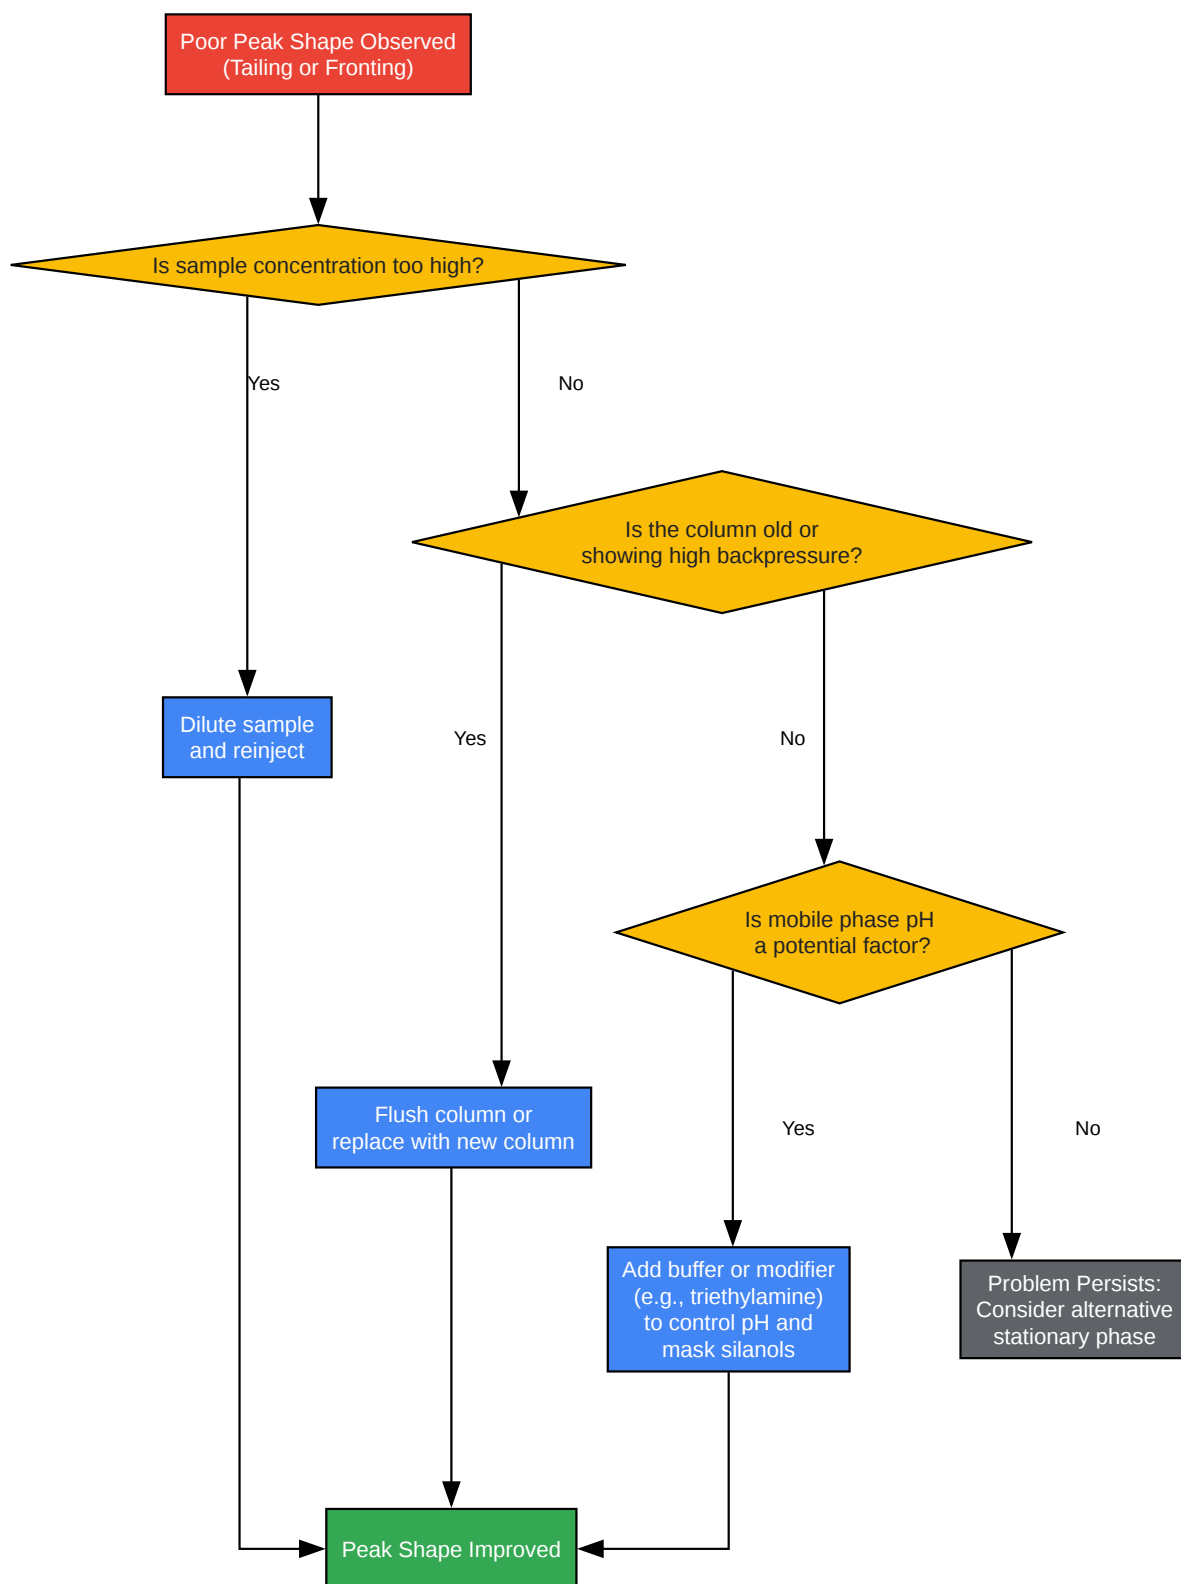 Poor Peak Shape Observed
(Tailing or Fronting)
Is sample concentration too high?
Yes
No
Is the column old or
showing high backpressure?
Dilute sample
and reinject
Yes
No
Is mobile phase pH
a potential factor?
Flush column or
replace with new column
Yes
No
Add buffer or modifier
(e.g., triethylamine)
to control pH and
mask silanols
Problem Persists:
Consider alternative
stationary phase
Peak Shape Improved